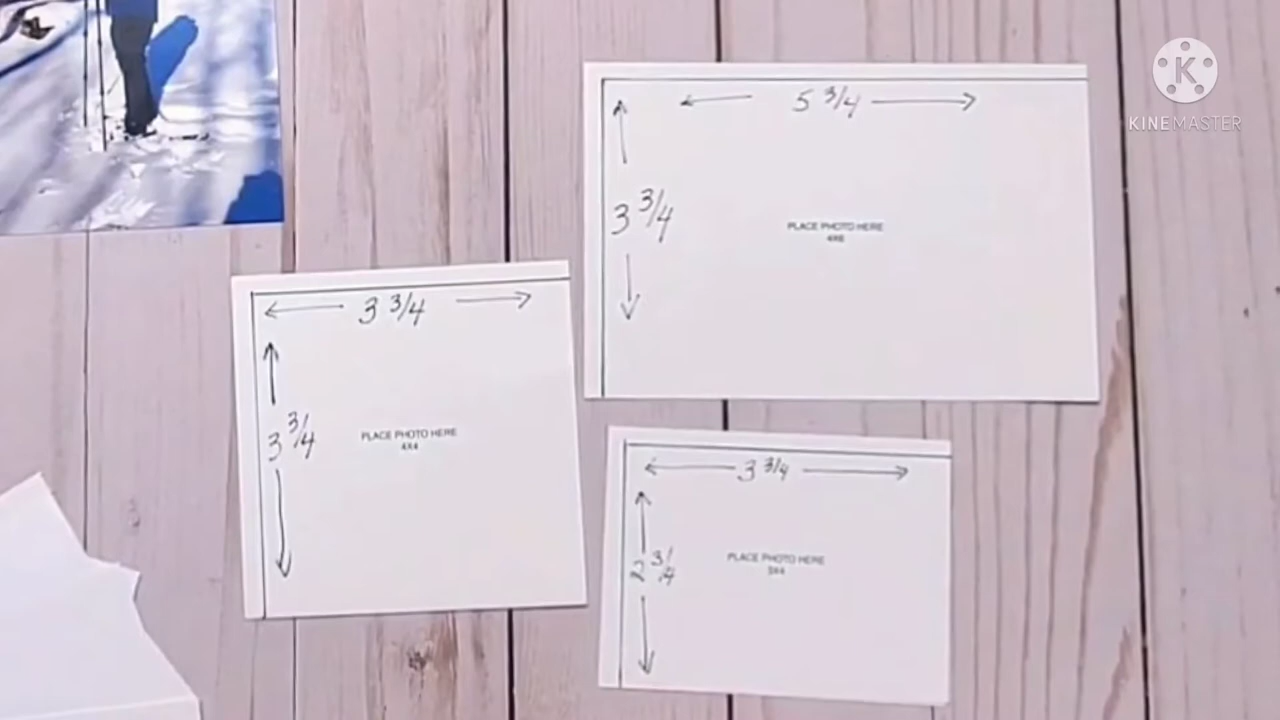 5 3/4
3 3/4
PLACE PHOTO HERE
4X6
3 3/4
3 3/4
PLACE PHOTO HERE
4X4
3 3/4
2 3/4
PLACE PHOTO HERE
3X4
K
KINEMASTER